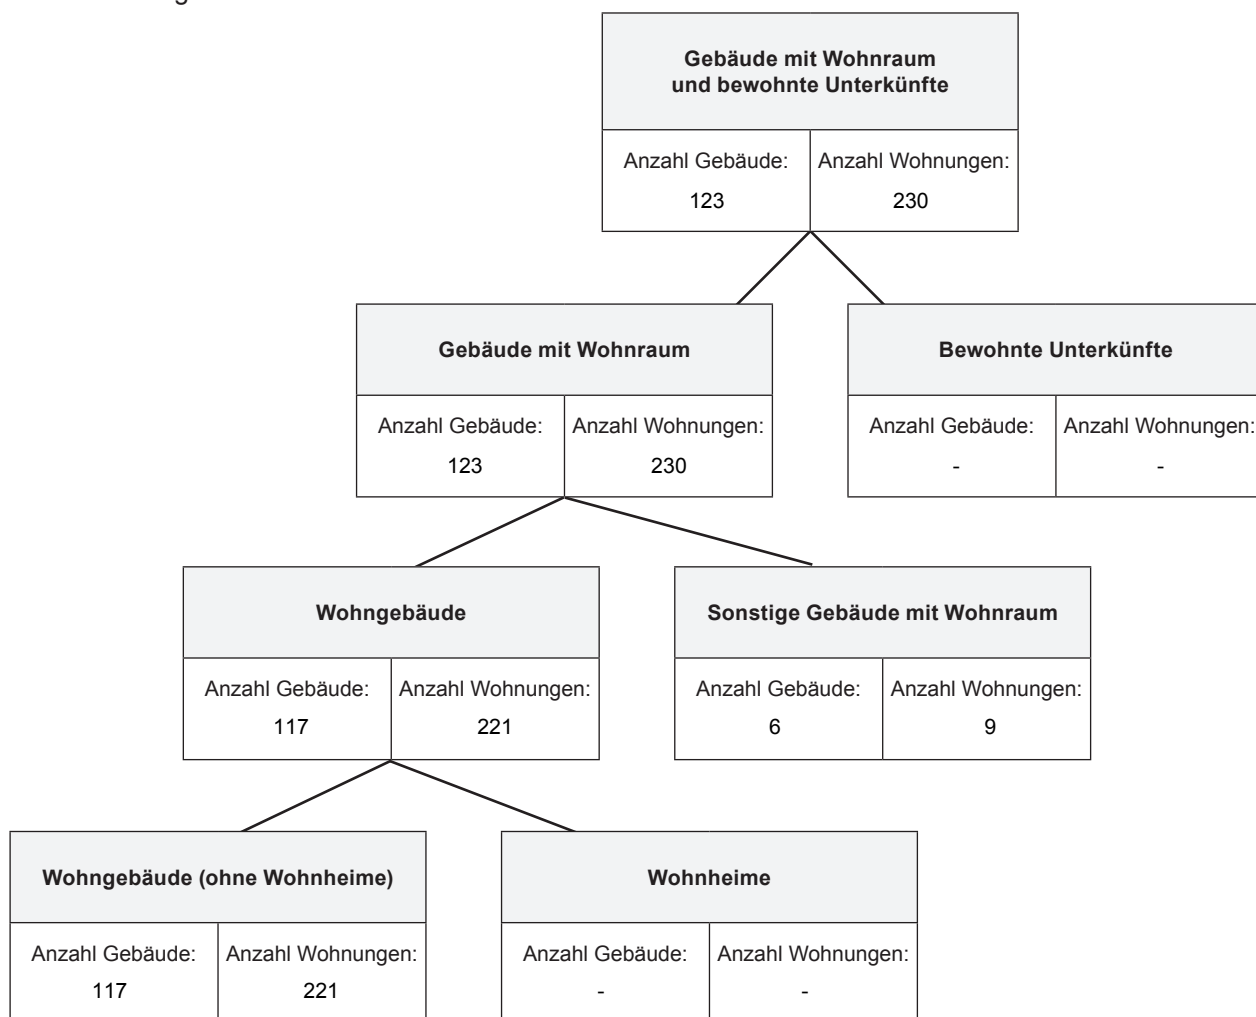 Gebäude mit Wohnraum
und bewohnte Unterkünfte
Anzahl Gebäude: Anzahl Wohnungen:
123 230
Gebäude mit Wohnraum Bewohnte Unterkünfte
Anzahl Gebäude: Anzahl Wohnungen: Anzahl Gebäude: Anzahl Wohnungen:
123 230 - -
Wohngebäude Sonstige Gebäude mit Wohnraum
Anzahl Gebäude: Anzahl Wohnungen: Anzahl Gebäude: Anzahl Wohnungen:
117 221 6 9
Wohngebäude (ohne Wohnheime) Wohnheime
Anzahl Gebäude: Anzahl Wohnungen: Anzahl Gebäude: Anzahl Wohnungen:
117 221 - -